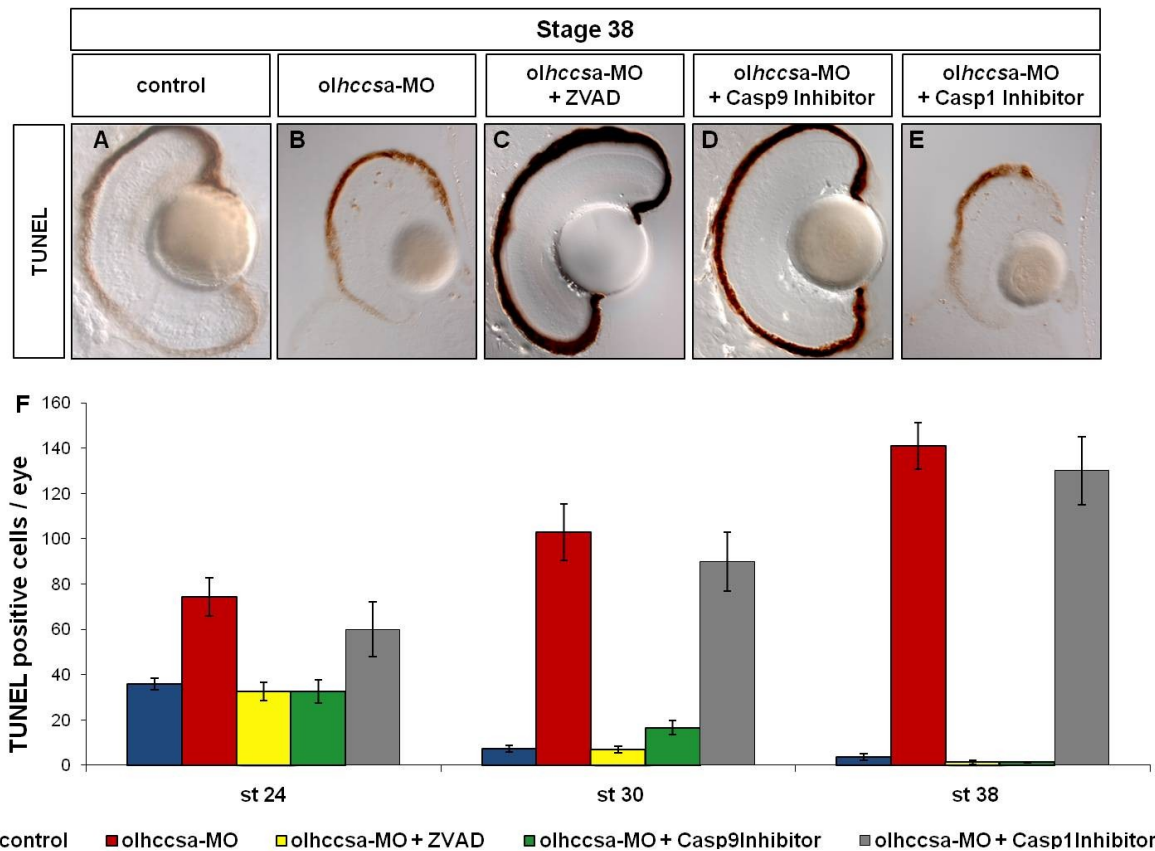 Stage 38
control
olhccsa-MO
olhccsa-MO
+ ZVAD
olhccsa-MO
+ Casp9 Inhibitor
olhccsa-MO
+ Casp1 Inhibitor
TUNEL
A
B
C
D
E
F
TUNEL positive cells / eye
160
140
120
100
80
60
40
20
0
st 24
st 30
st 38
control
olhccsa-MO
olhccsa-MO + ZVAD
olhccsa-MO + Casp9Inhibitor
olhccsa-MO + Casp1Inhibitor